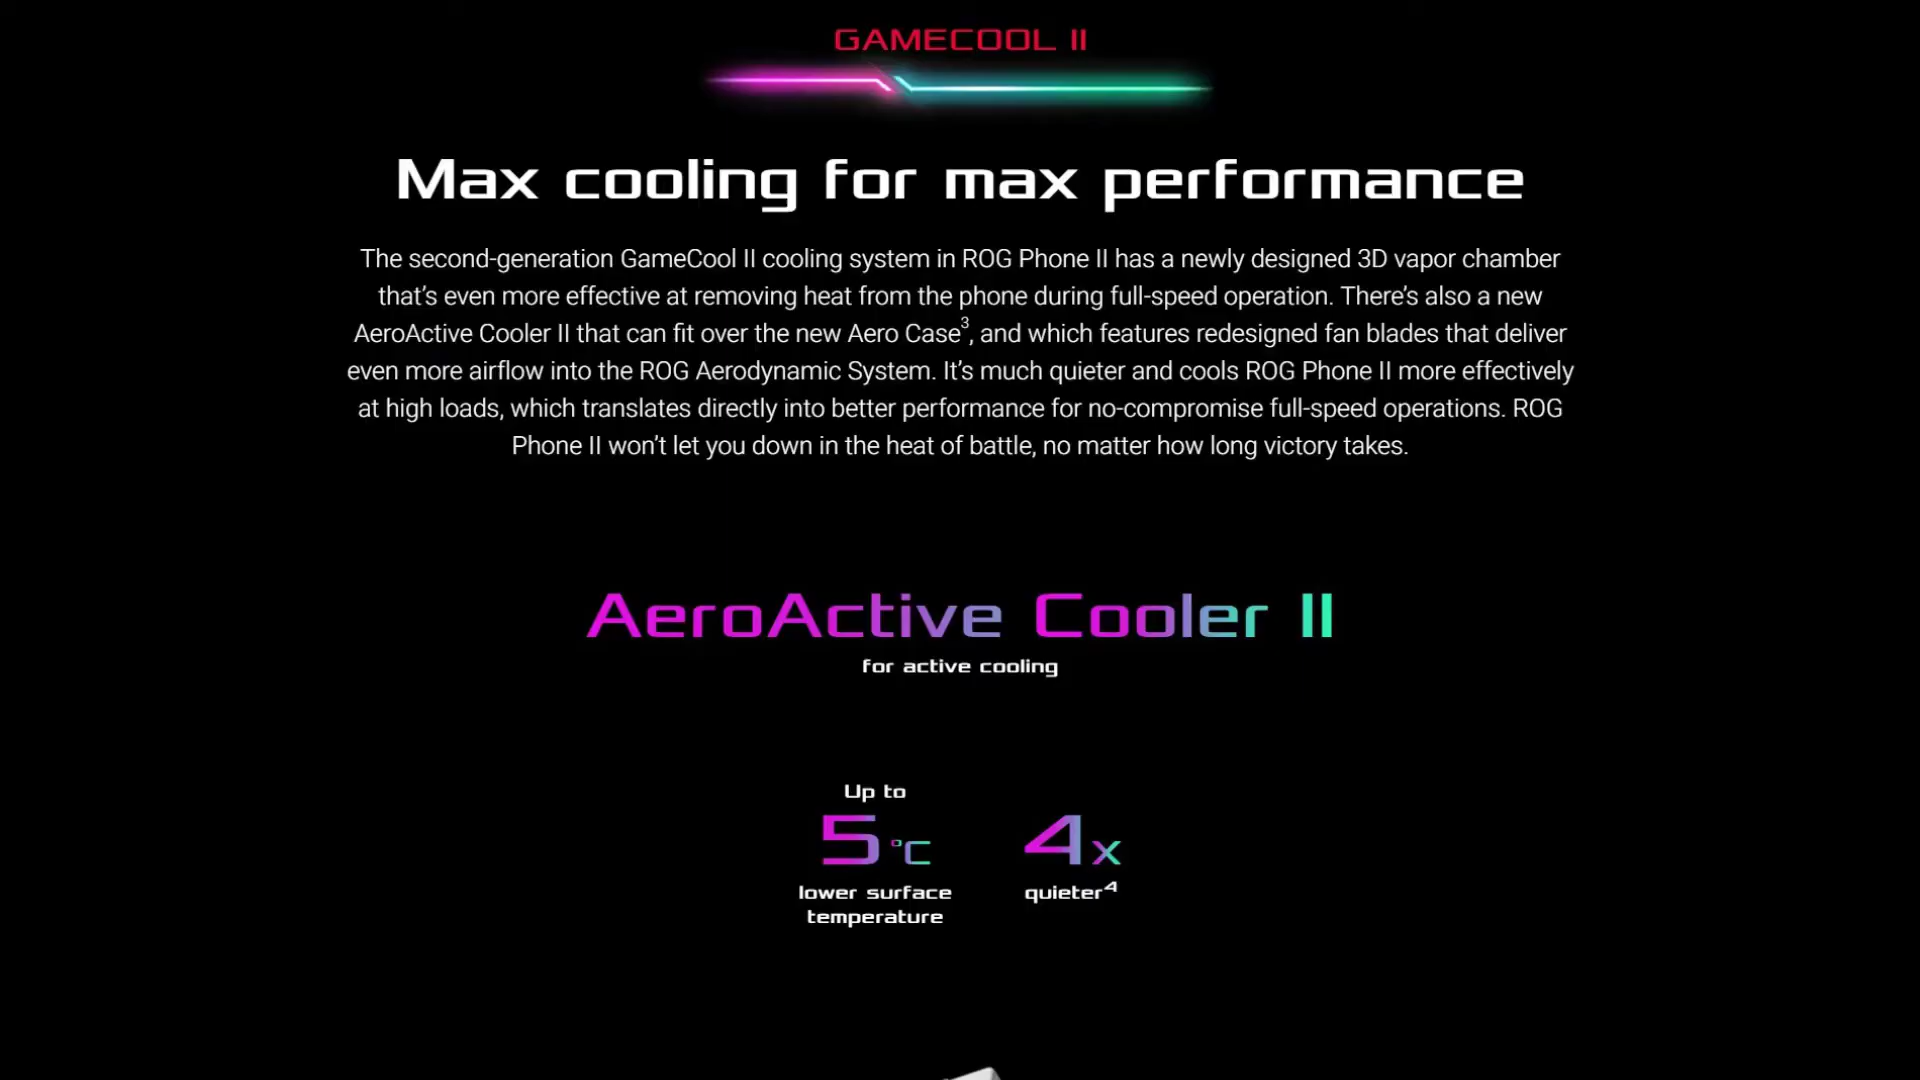 GAMECOOL II
Max cooling for max performance
The second-generation GameCool II cooling system in ROG Phone II has a newly designed 3D vapor chamber
that’s even more effective at removing heat from the phone during full-speed operation. There’s also a new
AeroActive Cooler II that can fit over the new Aero Case³, and which features redesigned fan blades that deliver
even more airflow into the ROG Aerodynamic System. It’s much quieter and cools ROG Phone II more effectively
at high loads, which translates directly into better performance for no-compromise full-speed operations. ROG
Phone II won’t let you down in the heat of battle, no matter how long victory takes.
AeroActive Cooler II
for active cooling
Up to
5 °C
lower surface
temperature
4x
quieter⁴